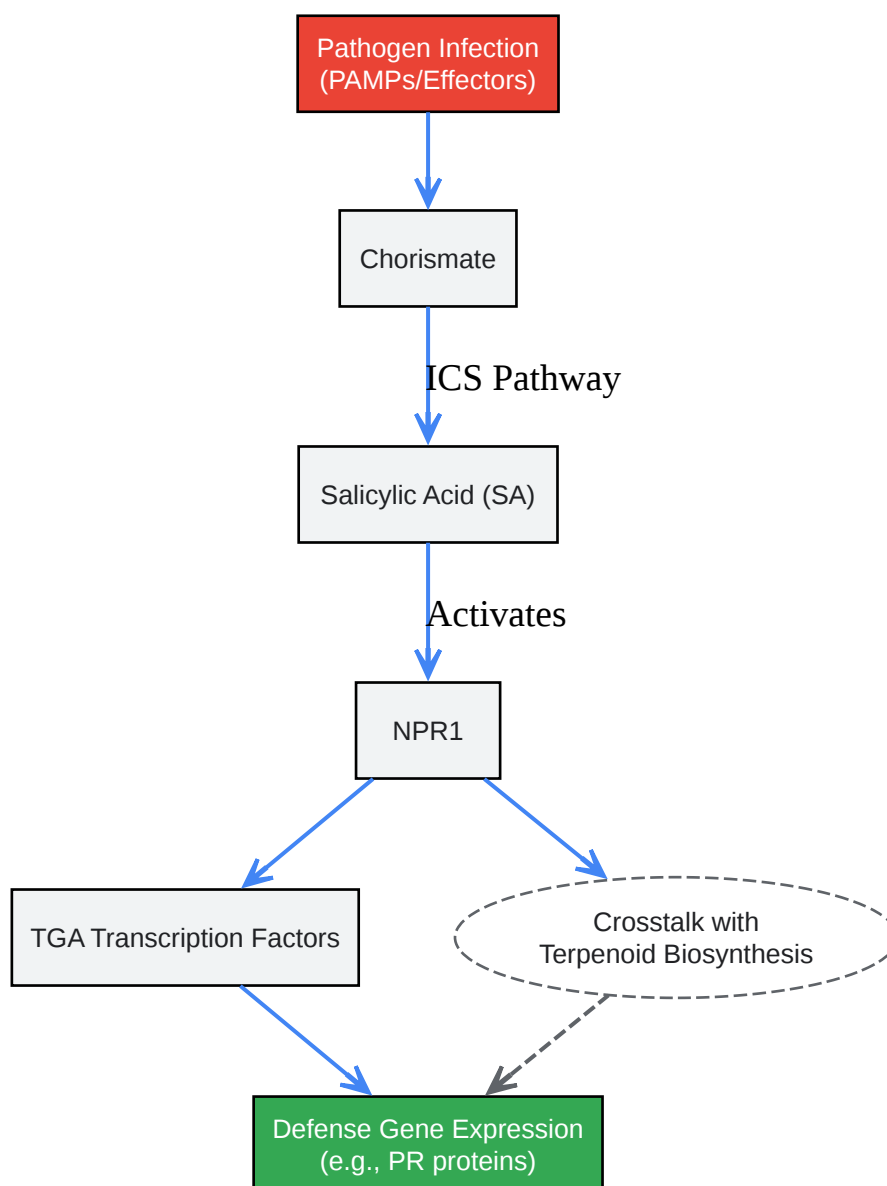 Pathogen Infection
(PAMPs/Effectors)
Chorismate
ICS Pathway
Salicylic Acid (SA)
Activates
NPR1
TGA Transcription Factors
Crosstalk with
Terpenoid Biosynthesis
Defense Gene Expression
(e.g., PR proteins)